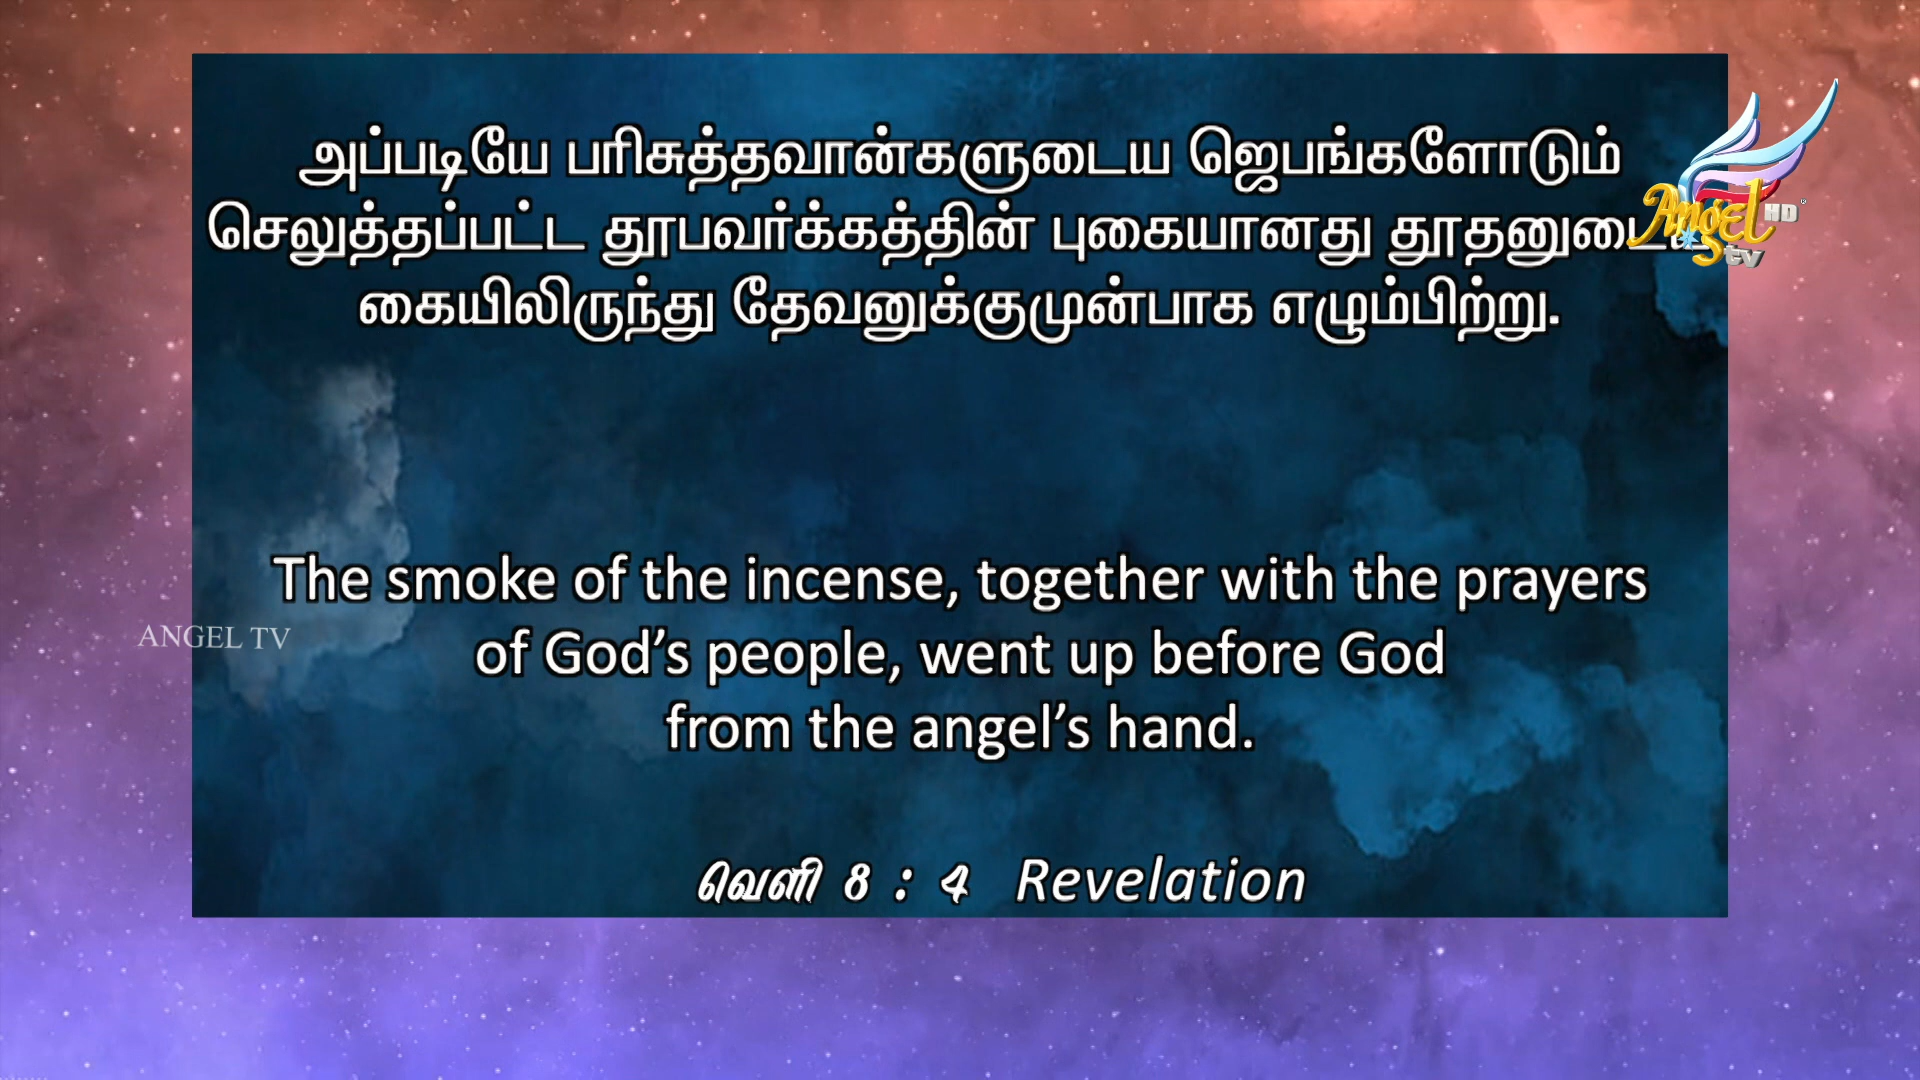 அப்படியே பரிசுத்தவான்களுடைய ஜெபங்களோடும்
செலுத்தப்பட்ட தூபவர்க்கத்தின் புகையானது
கையிலிருந்து தேவனுக்குமுன்பாக எழும்பிற்று.
Angel HD
tv
The smoke of the incense, together with the prayers
of God’s people, went up before God
from the angel’s hand.
ANGEL TV
வெளி 8 : 4 Revelation